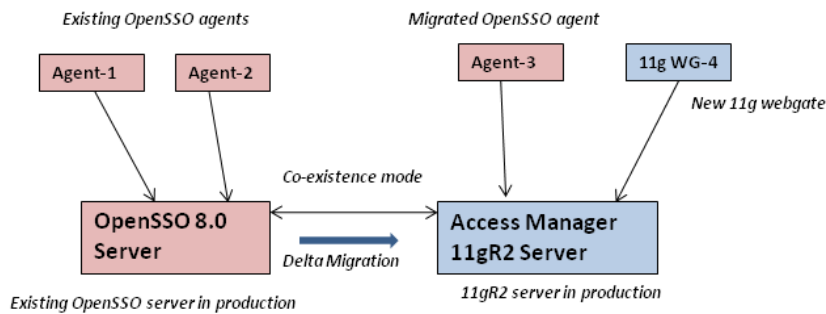 Existing OpenSSO agents
Migrated OpenSSO agent
Agent-1
Agent-2
Agent-3
11g WG-4
New 11g webgate
Co-existence mode
OpenSSO 8.0
Server
Access Manager
11gR2 Server
Delta Migration
Existing OpenSSO server in production
11gR2 server in production